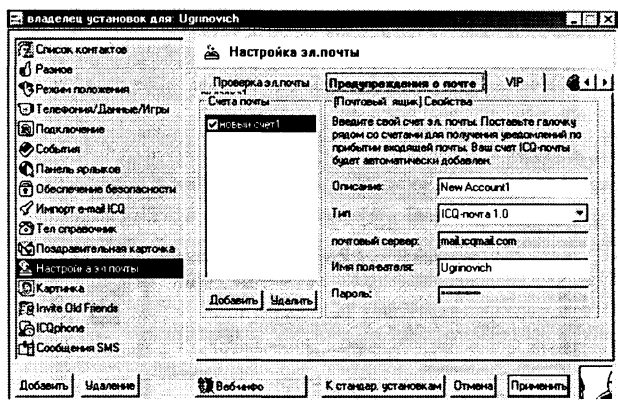 владелец установок для: Ugrinovich
Список контактов
Разное
Режим положения
Телефония/Данные/Игры
Подключение
События
Панель ярлыков
Обеспечение безопасности
Импорт e-mail ICQ
Тел справочник
Поздравительная карточка
Настройка эл почты
Картинка
Invite Old Friends
ICQphone
Сообщения SMS
Настройка эл.почты
Проверка эл.почты
Предупреждения о почте
VIP
Счета почты
новый счет1
Добавить
Удалить
[Почтовый ящик] Свойства
Введите свой счет эл. почты. Поставьте галочку
рядом со счетами для получения уведомлений по
прибытии входящей почты. Ваш счет ICQ-почты
будет автоматически добавлен.
Описание: New Account1
Тип ICQ-почта 1.0
почтовый сервер: mail.icqmail.com
Имя пол-вателя: Ugrinovich
Пароль:
Добавить
Удаление
Веб-инфо
К стандар. установкам
Отмена
Применить